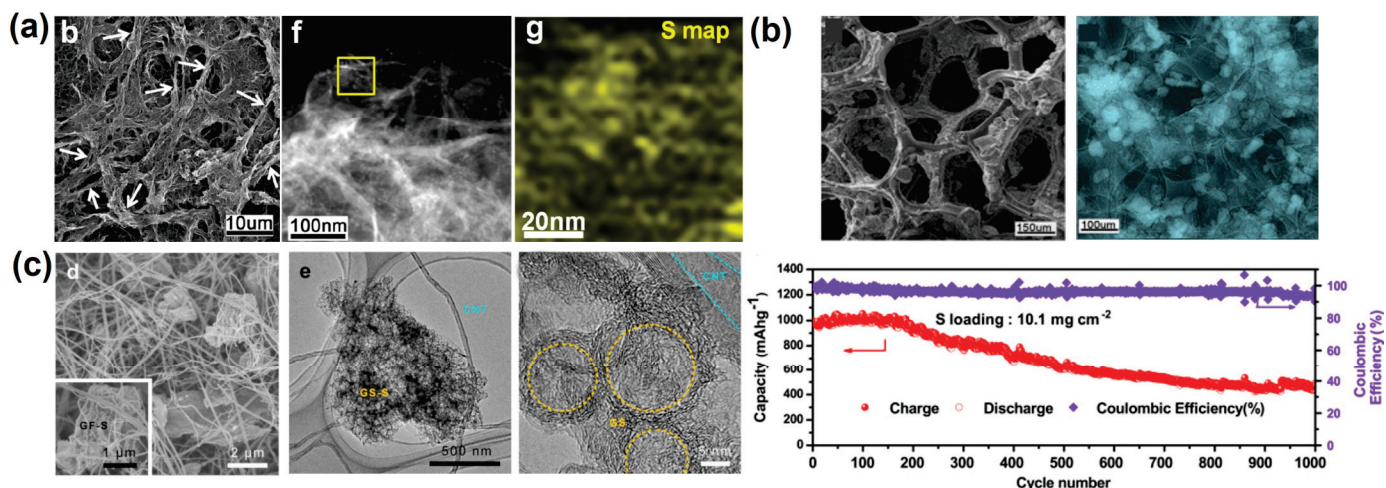 (a)
b
10um
f
100nm
g
S map
20nm
(b)
150um
100um
(c)
d
GF-S
1 μm
2 μm
e
CNT
GS-S
500 nm
CNT
GS
5nm
Capacity (mAhg⁻¹)
1400
1200
1000
800
600
400
200
0
S loading : 10.1 mg cm⁻²
Charge
Discharge
Coulombic Efficiency(%)
0 100 200 300 400 500 600 700 800 900 1000
Cycle number
100
80
60
40
20
0
Coulombic
Efficiency (%)